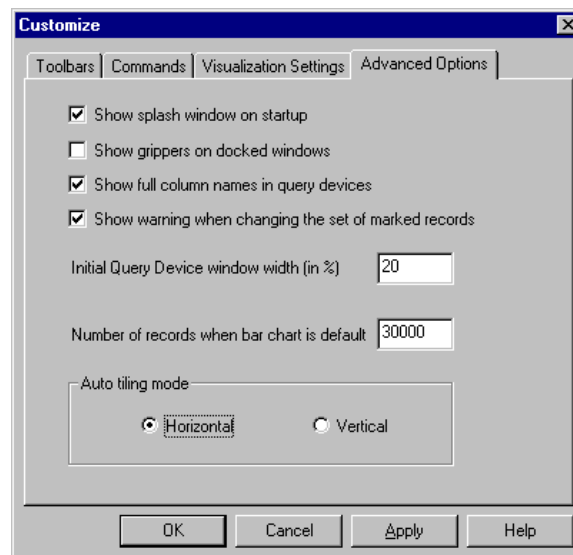 Customize
Toolbars Commands Visualization Settings Advanced Options
Show splash window on startup
Show grippers on docked windows
Show full column names in query devices
Show warning when changing the set of marked records
Initial Query Device window width (in %) 20
Number of records when bar chart is default 30000
Auto tiling mode
Horizontal Vertical
OK Cancel Apply Help